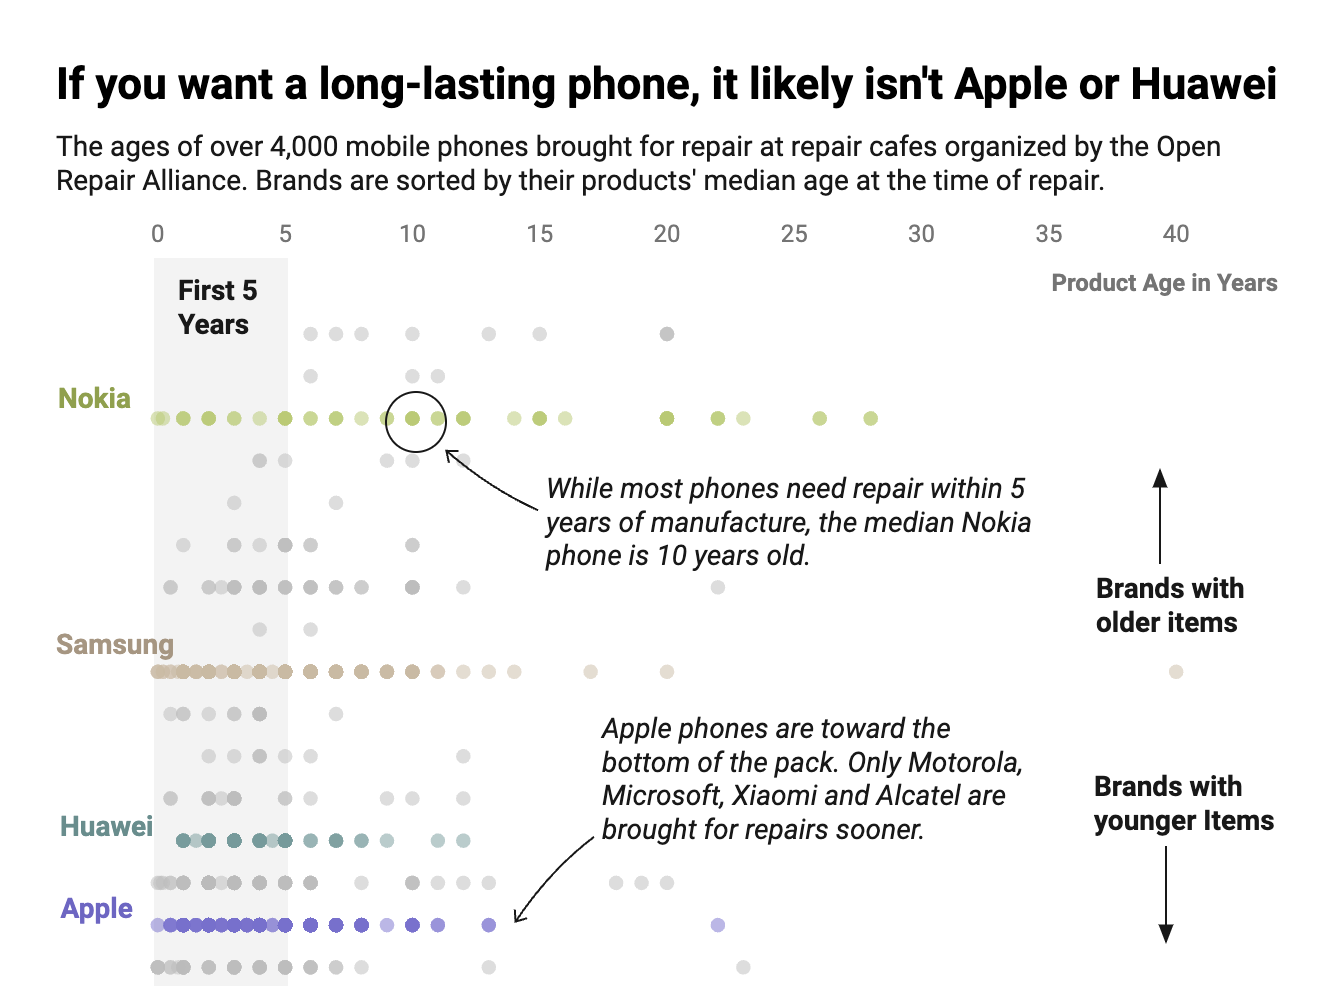 If you want a long-lasting phone, it likely isn't Apple or Huawei
The ages of over 4,000 mobile phones brought for repair at repair cafes organized by the Open
Repair Alliance. Brands are sorted by their products' median age at the time of repair.
0 5 10 15 20 25 30 35 40
Product Age in Years
First 5
Years
Nokia
While most phones need repair within 5
years of manufacture, the median Nokia
phone is 10 years old.
Brands with
older items
Samsung
Apple phones are toward the
bottom of the pack. Only Motorola,
Microsoft, Xiaomi and Alcatel are
brought for repairs sooner.
Brands with
younger Items
Huawei
Apple